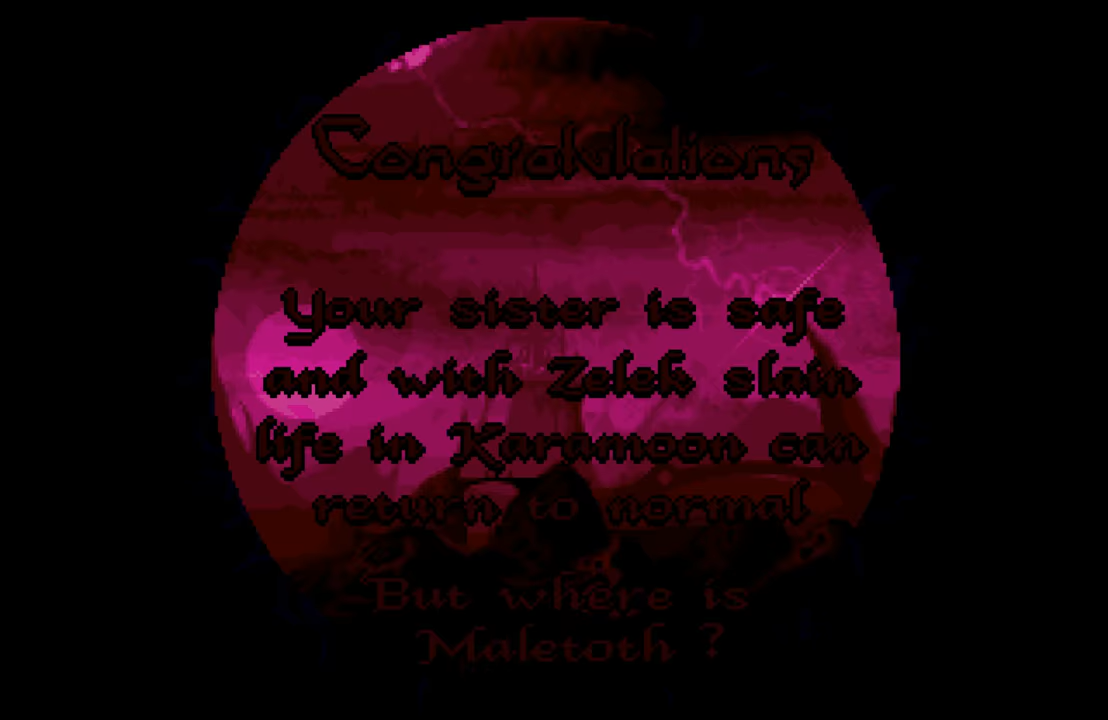 Congratulations
Your sister is safe
and with Zelek slain
life in Karamoon can
return to normal
But where is
Maletoth ?